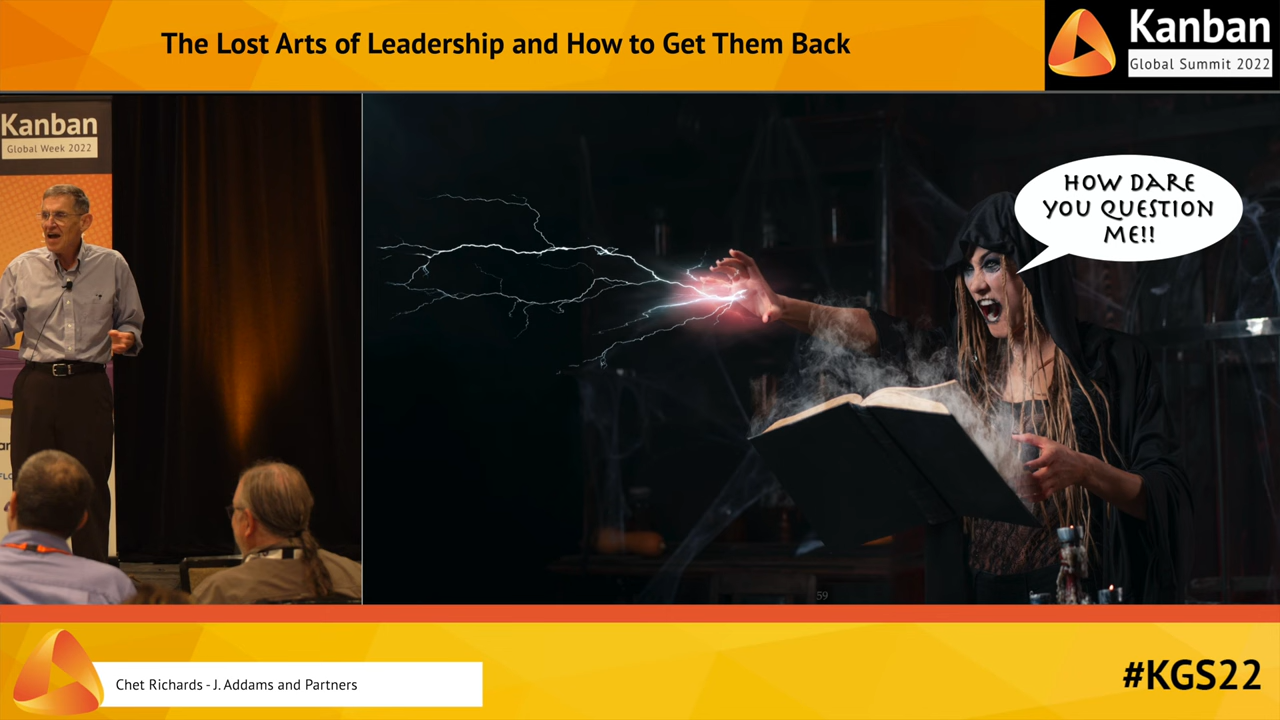 The Lost Arts of Leadership and How to Get Them Back
Kanban
Global Summit 2022
Kanban
Global Week 2022
HOW DARE
YOU QUESTION
ME!!
59
Chet Richards - J. Addams and Partners
#KGS22